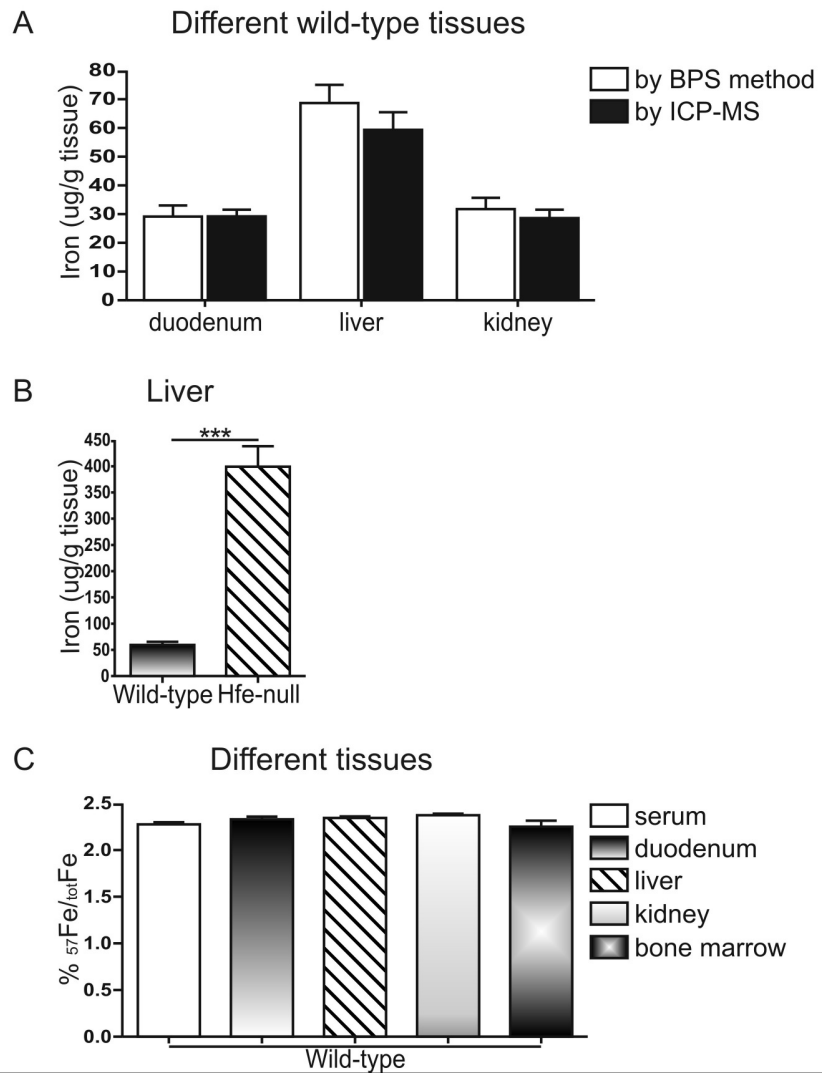 A Different wild-type tissues
Iron (ug/g tissue)
80
70
60
50
40
30
20
10
0
by BPS method
by ICP-MS
duodenum liver kidney
B Liver
Iron (ug/g tissue)
450
400
350
300
250
200
150
100
50
0
***
Wild-type Hfe-null
C Different tissues
% 57Fe/totFe
2.5
2.0
1.5
1.0
0.5
0.0
serum
duodenum
liver
kidney
bone marrow
Wild-type